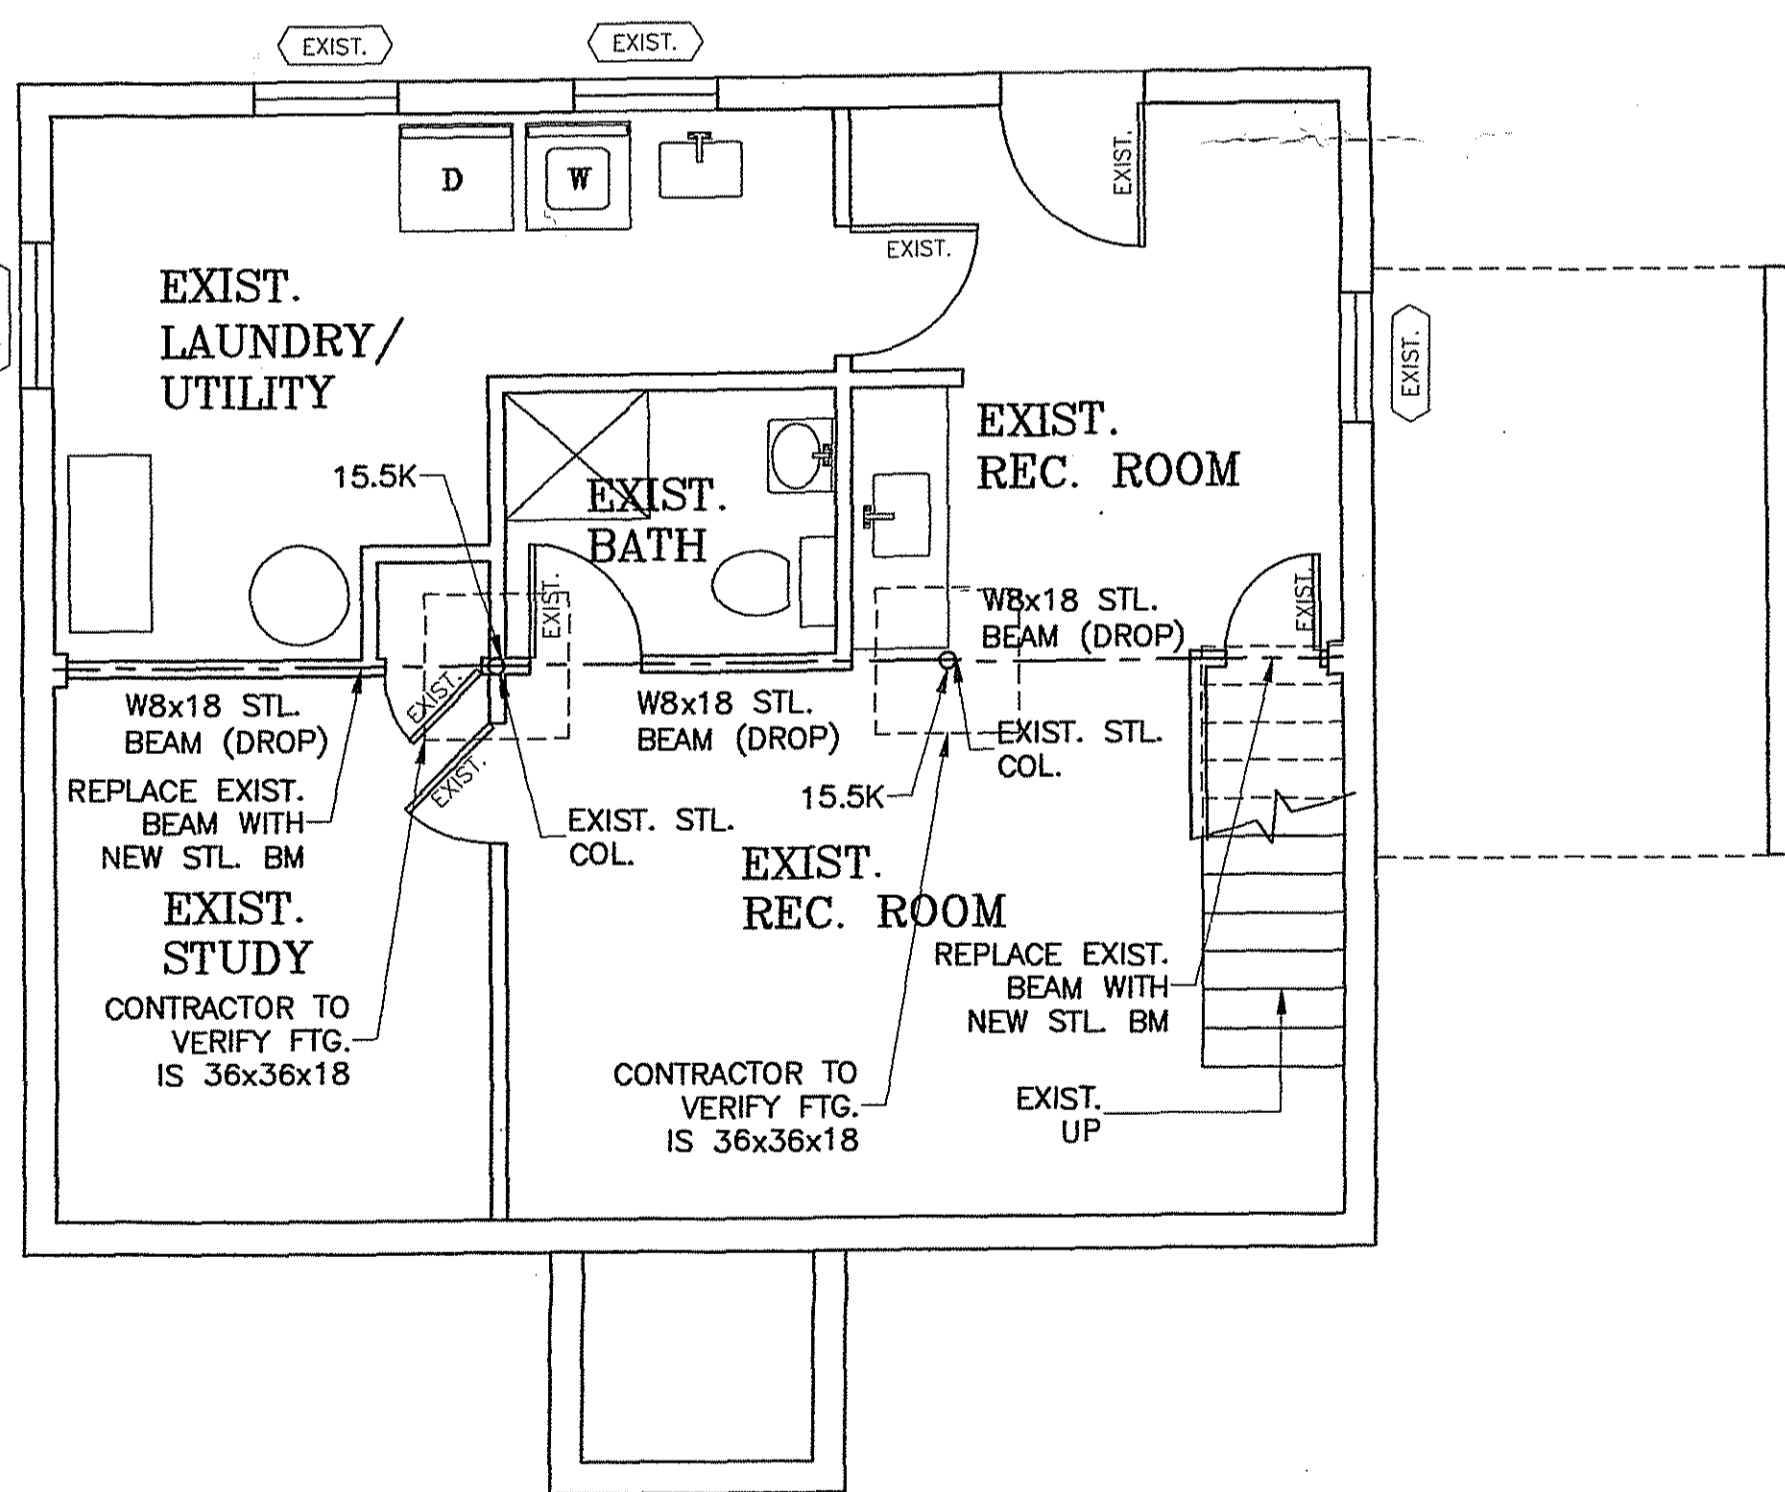 EXIST.
EXIST.
EXIST.
D
W
EXIST.
EXIST.
LAUNDRY/
UTILITY
EXIST.
EXIST.
REC. ROOM
15.5K
EXIST.
BATH
EXIST.
W8x18 STL.
BEAM (DROP)
EXIST.
EXIST.
EXIST.
W8x18 STL.
BEAM (DROP)
W8x18 STL.
BEAM (DROP)
EXIST. STL.
COL.
REPLACE EXIST.
BEAM WITH
NEW STL. BM
15.5K
EXIST. STL.
COL.
EXIST.
REC. ROOM
EXIST.
STUDY
REPLACE EXIST.
BEAM WITH
NEW STL. BM
CONTRACTOR TO
VERIFY FTG.
IS 36x36x18
CONTRACTOR TO
VERIFY FTG.
IS 36x36x18
EXIST.
UP